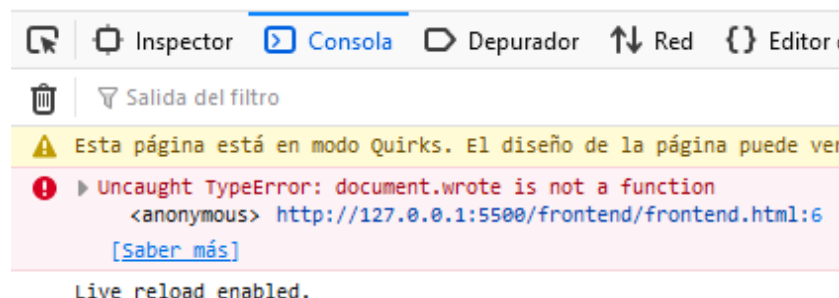 Inspector Consola Depurador Red Editor
Salida del filtro
Esta página está en modo Quirks. El diseño de la página puede ver
Uncaught TypeError: document.wrote is not a function
<anonymous> http://127.0.0.1:5500/frontend/frontend.html:6
[Saber más]
Live reload enabled.